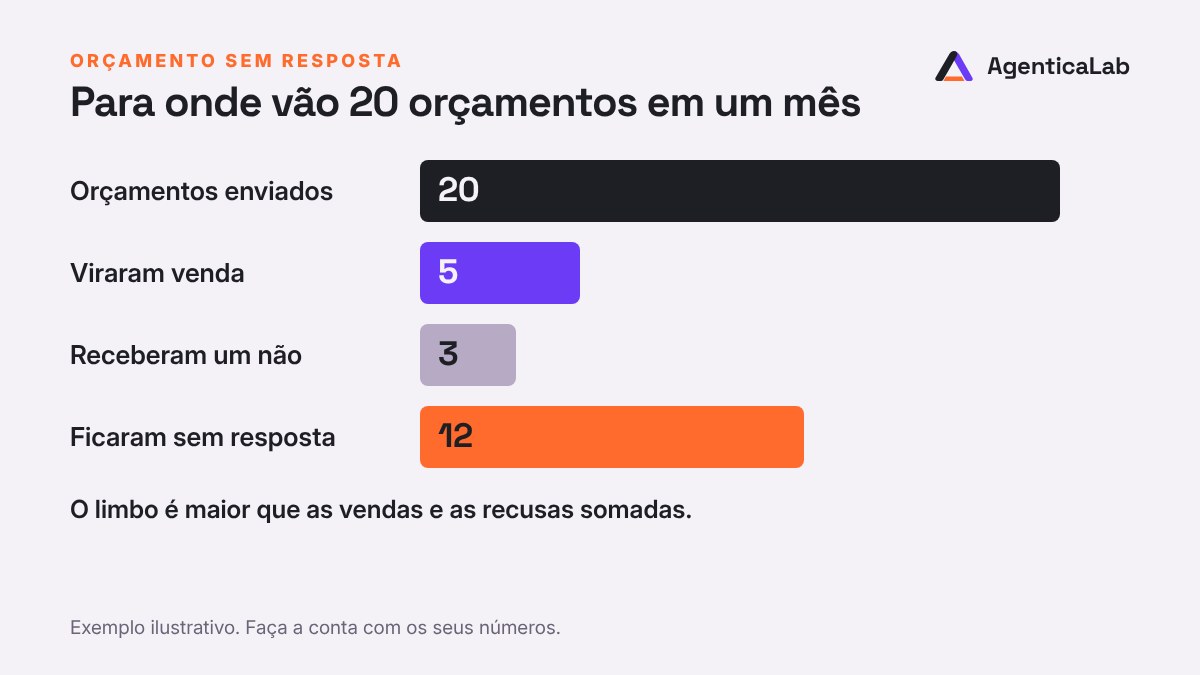 ORÇAMENTO SEM RESPOSTA
AgenticaLab
Para onde vão 20 orçamentos em um mês
Orçamentos enviados 20
Viraram venda 5
Receberam um não 3
Ficaram sem resposta 12
O limbo é maior que as vendas e as recusas somadas.
Exemplo ilustrativo. Faça a conta com os seus números.